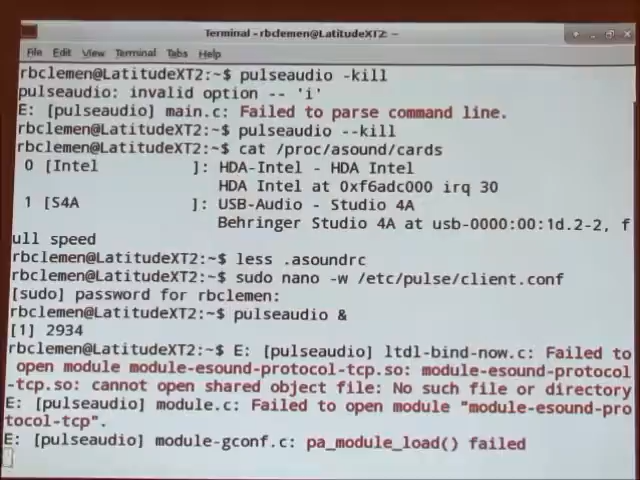 Terminal - rbclemen@LatitudeXT2: ~
File Edit View Terminal Tabs Help
rbclemen@LatitudeXT2:~$ pulseaudio -kill
pulseaudio: invalid option -- 'i'
E: [pulseaudio] main.c: Failed to parse command line.
rbclemen@LatitudeXT2:~$ pulseaudio --kill
rbclemen@LatitudeXT2:~$ cat /proc/asound/cards
0 [Intel ]: HDA-Intel - HDA Intel
HDA Intel at 0xf6adc000 irq 30
1 [S4A ]: USB-Audio - Studio 4A
Behringer Studio 4A at usb-0000:00:1d.2-2, f
ull speed
rbclemen@LatitudeXT2:~$ less .asoundrc
rbclemen@LatitudeXT2:~$ sudo nano -w /etc/pulse/client.conf
[sudo] password for rbclemen:
rbclemen@LatitudeXT2:~$ pulseaudio &
[1] 2934
rbclemen@LatitudeXT2:~$ E: [pulseaudio] ltdl-bind-now.c: Failed to
open module module-esound-protocol-tcp.so: module-esound-protocol
-tcp.so: cannot open shared object file: No such file or directory
E: [pulseaudio] module.c: Failed to open module "module-esound-pro
tocol-tcp".
E: [pulseaudio] module-gconf.c: pa_module_load() failed